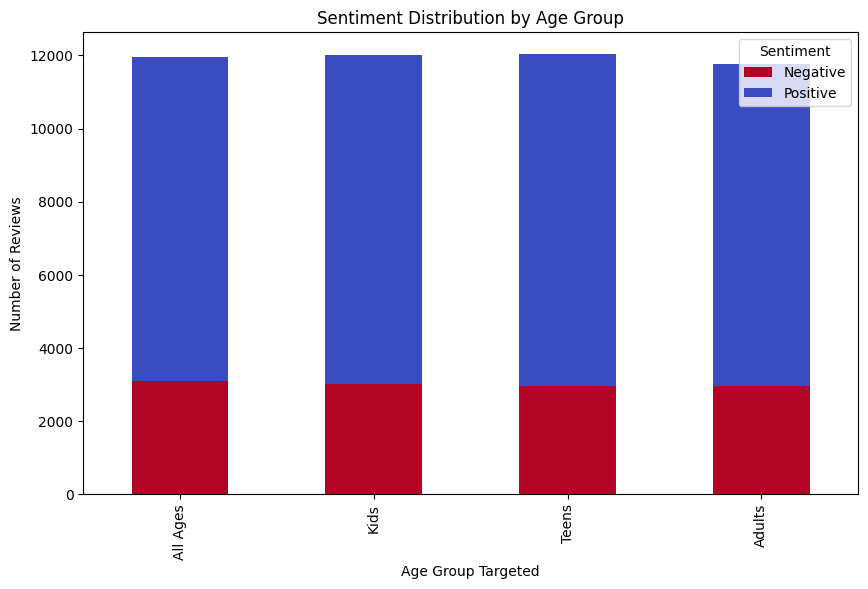 Sentiment Distribution by Age Group
Sentiment
Negative
Positive
Number of Reviews
12000
10000
8000
6000
4000
2000
0
All Ages
Kids
Teens
Adults
Age Group Targeted